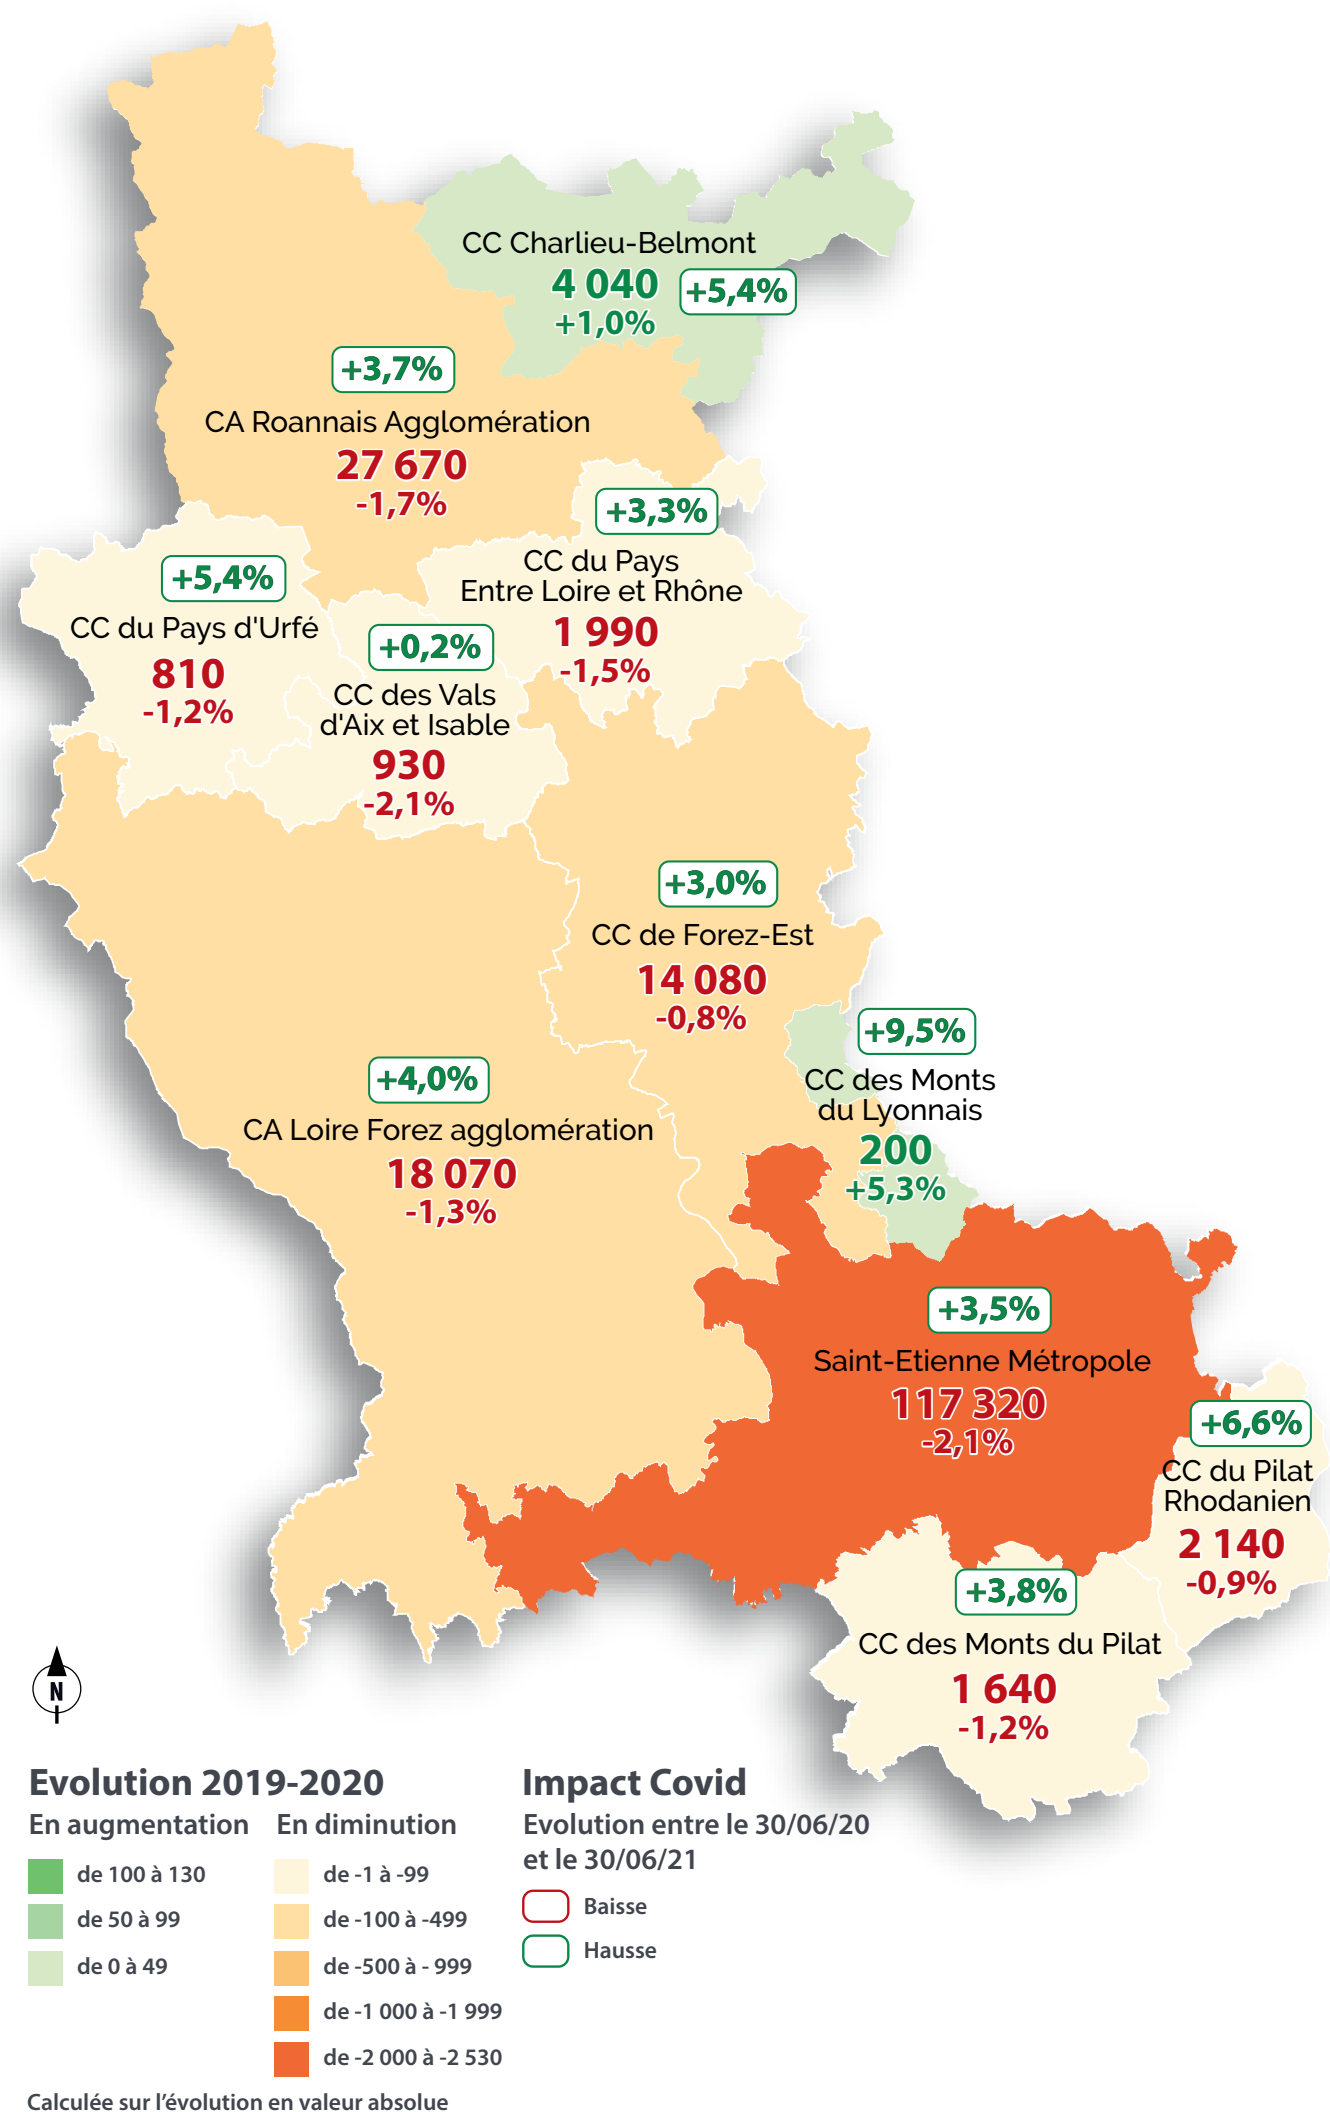 CC Charlieu-Belmont
4 040
+5,4%
+1,0%
+3,7%
CA Roannais Agglomération
27 670
-1,7%
+3,3%
CC du Pays
Entre Loire et Rhône
1 990
-1,5%
+5,4%
CC du Pays d'Urfé
810
-1,2%
+0,2%
CC des Vals
d'Aix et Isable
930
-2,1%
+3,0%
CC de Forez-Est
14 080
-0,8%
+9,5%
CC des Monts
du Lyonnais
200
+5,3%
+4,0%
CA Loire Forez agglomération
18 070
-1,3%
+3,5%
Saint-Etienne Métropole
117 320
-2,1%
+6,6%
CC du Pilat
Rhodanien
2 140
-0,9%
+3,8%
CC des Monts du Pilat
1 640
-1,2%
N
Evolution 2019-2020
En augmentation
de 100 à 130
de 50 à 99
de 0 à 49
En diminution
de -1 à -99
de -100 à -499
de -500 à - 999
de -1 000 à -1 999
de -2 000 à -2 530
Impact Covid
Evolution entre le 30/06/20
et le 30/06/21
Baisse
Hausse
Calculée sur l’évolution en valeur absolue